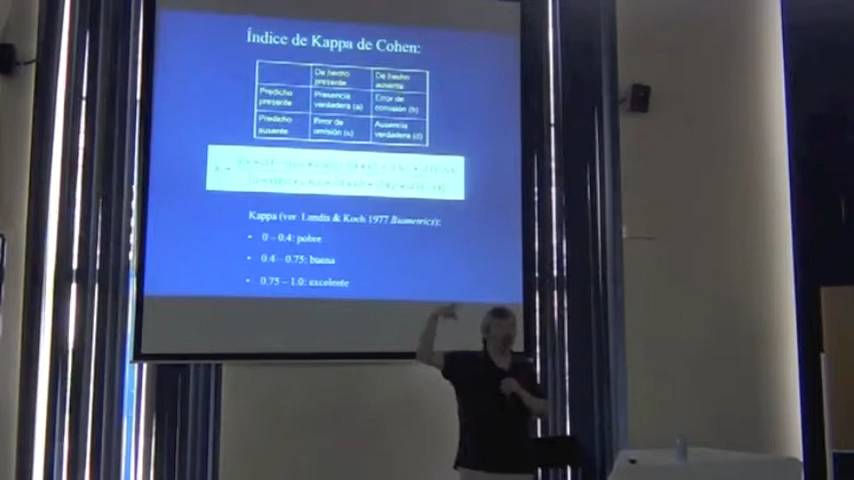 Índice de Kappa de Cohen:
De hecho presente
De hecho ausente
Predicho presente
Presencia verdadera (a)
Error de comisión (b)
Predicho ausente
Error de omisión (c)
Ausencia verdadera (d)
Kappa (ver Landis & Koch 1977 Biometrics):
• 0 – 0.4: pobre
• 0.4 – 0.75: buena
• 0.75 – 1.0: excelente